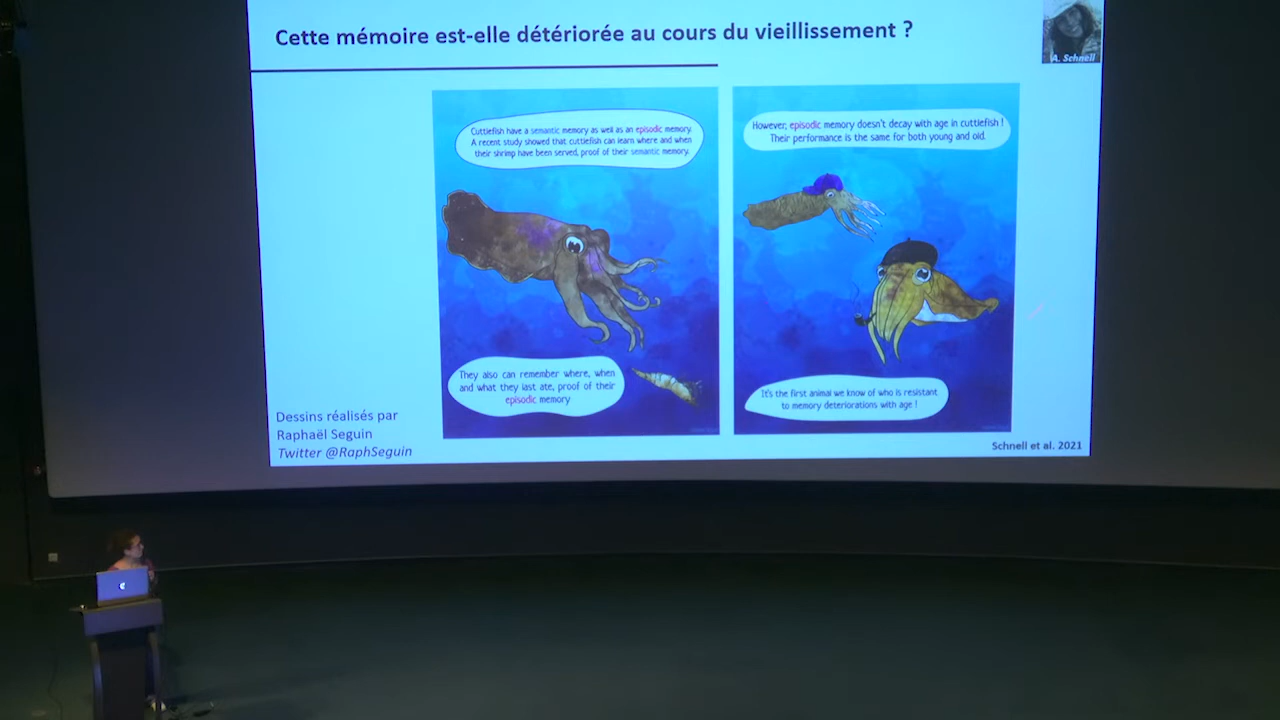 Cette mémoire est-elle détériorée au cours du vieillissement ?
A. Schnell
Cuttlefish have a semantic memory as well as an episodic memory.
A recent study showed that cuttlefish can learn where and when
their shrimp have been served, proof of their semantic memory.
They also can remember where, when
and what they last ate, proof of their
episodic memory
However, episodic memory doesn't decay with age in cuttlefish !
Their performance is the same for both young and old.
It's the first animal we know of who is resistant
to memory deteriorations with age !
Dessins réalisés par
Raphaël Seguin
Twitter @RaphSeguin
Schnell et al. 2021